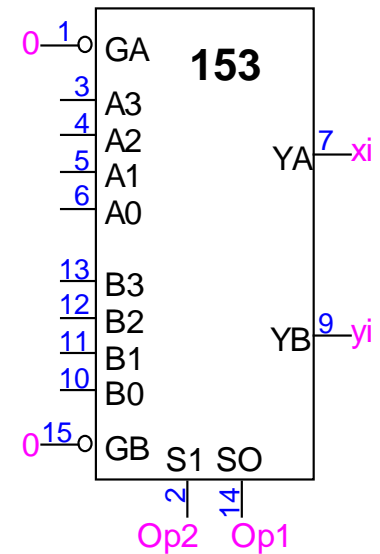 0 1 GA
153
3 A3
4 A2
5 A1
6 A0
YA 7 xi
13 B3
12 B2
11 B1
10 B0
YB 9 yi
0 15 GB
S1 SO
2 14
Op2 Op1